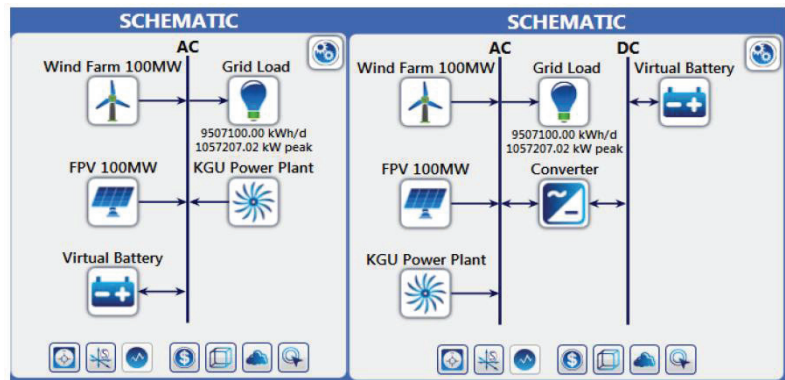 SCHEMATIC
AC
Wind Farm 100MW
Grid Load
9507100.00 kWh/d
1057207.02 kW peak
FPV 100MW
KGU Power Plant
Virtual Battery
SCHEMATIC
AC
DC
Wind Farm 100MW
Grid Load
Virtual Battery
9507100.00 kWh/d
1057207.02 kW peak
FPV 100MW
Converter
KGU Power Plant